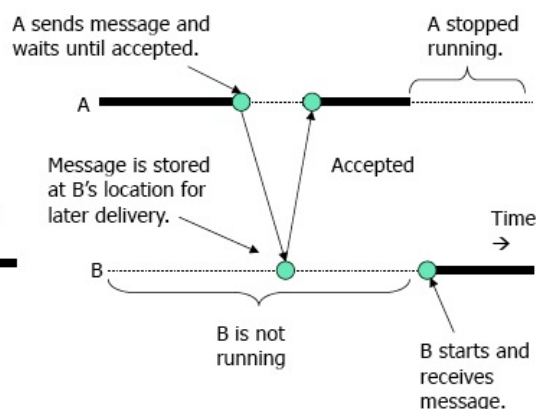 A sends message and
waits until accepted.
A stopped
running.
A
Message is stored
at B's location for
later delivery.
Accepted
Time
→
B
B is not
running
B starts and
receives
message.